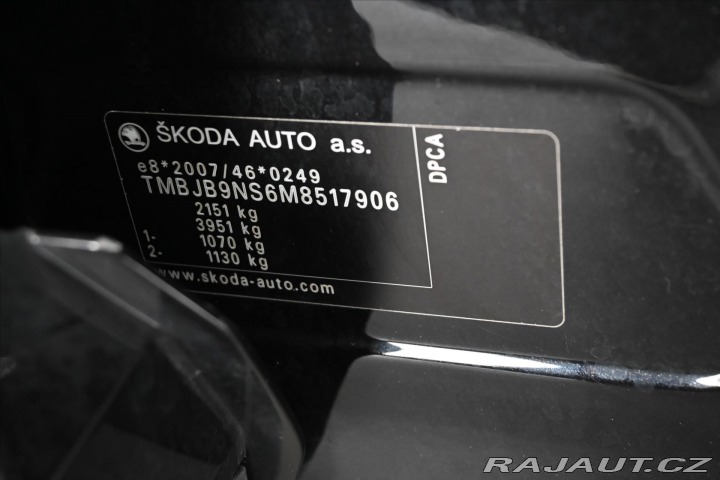 ŠKODA AUTO a.s.
DPCA
e8*2007/46*0249
TMBJB9NS6M8517906
2151 kg
3951 kg
1- 1070 kg
2- 1130 kg
www.skoda-auto.com
RAJAUT.CZ